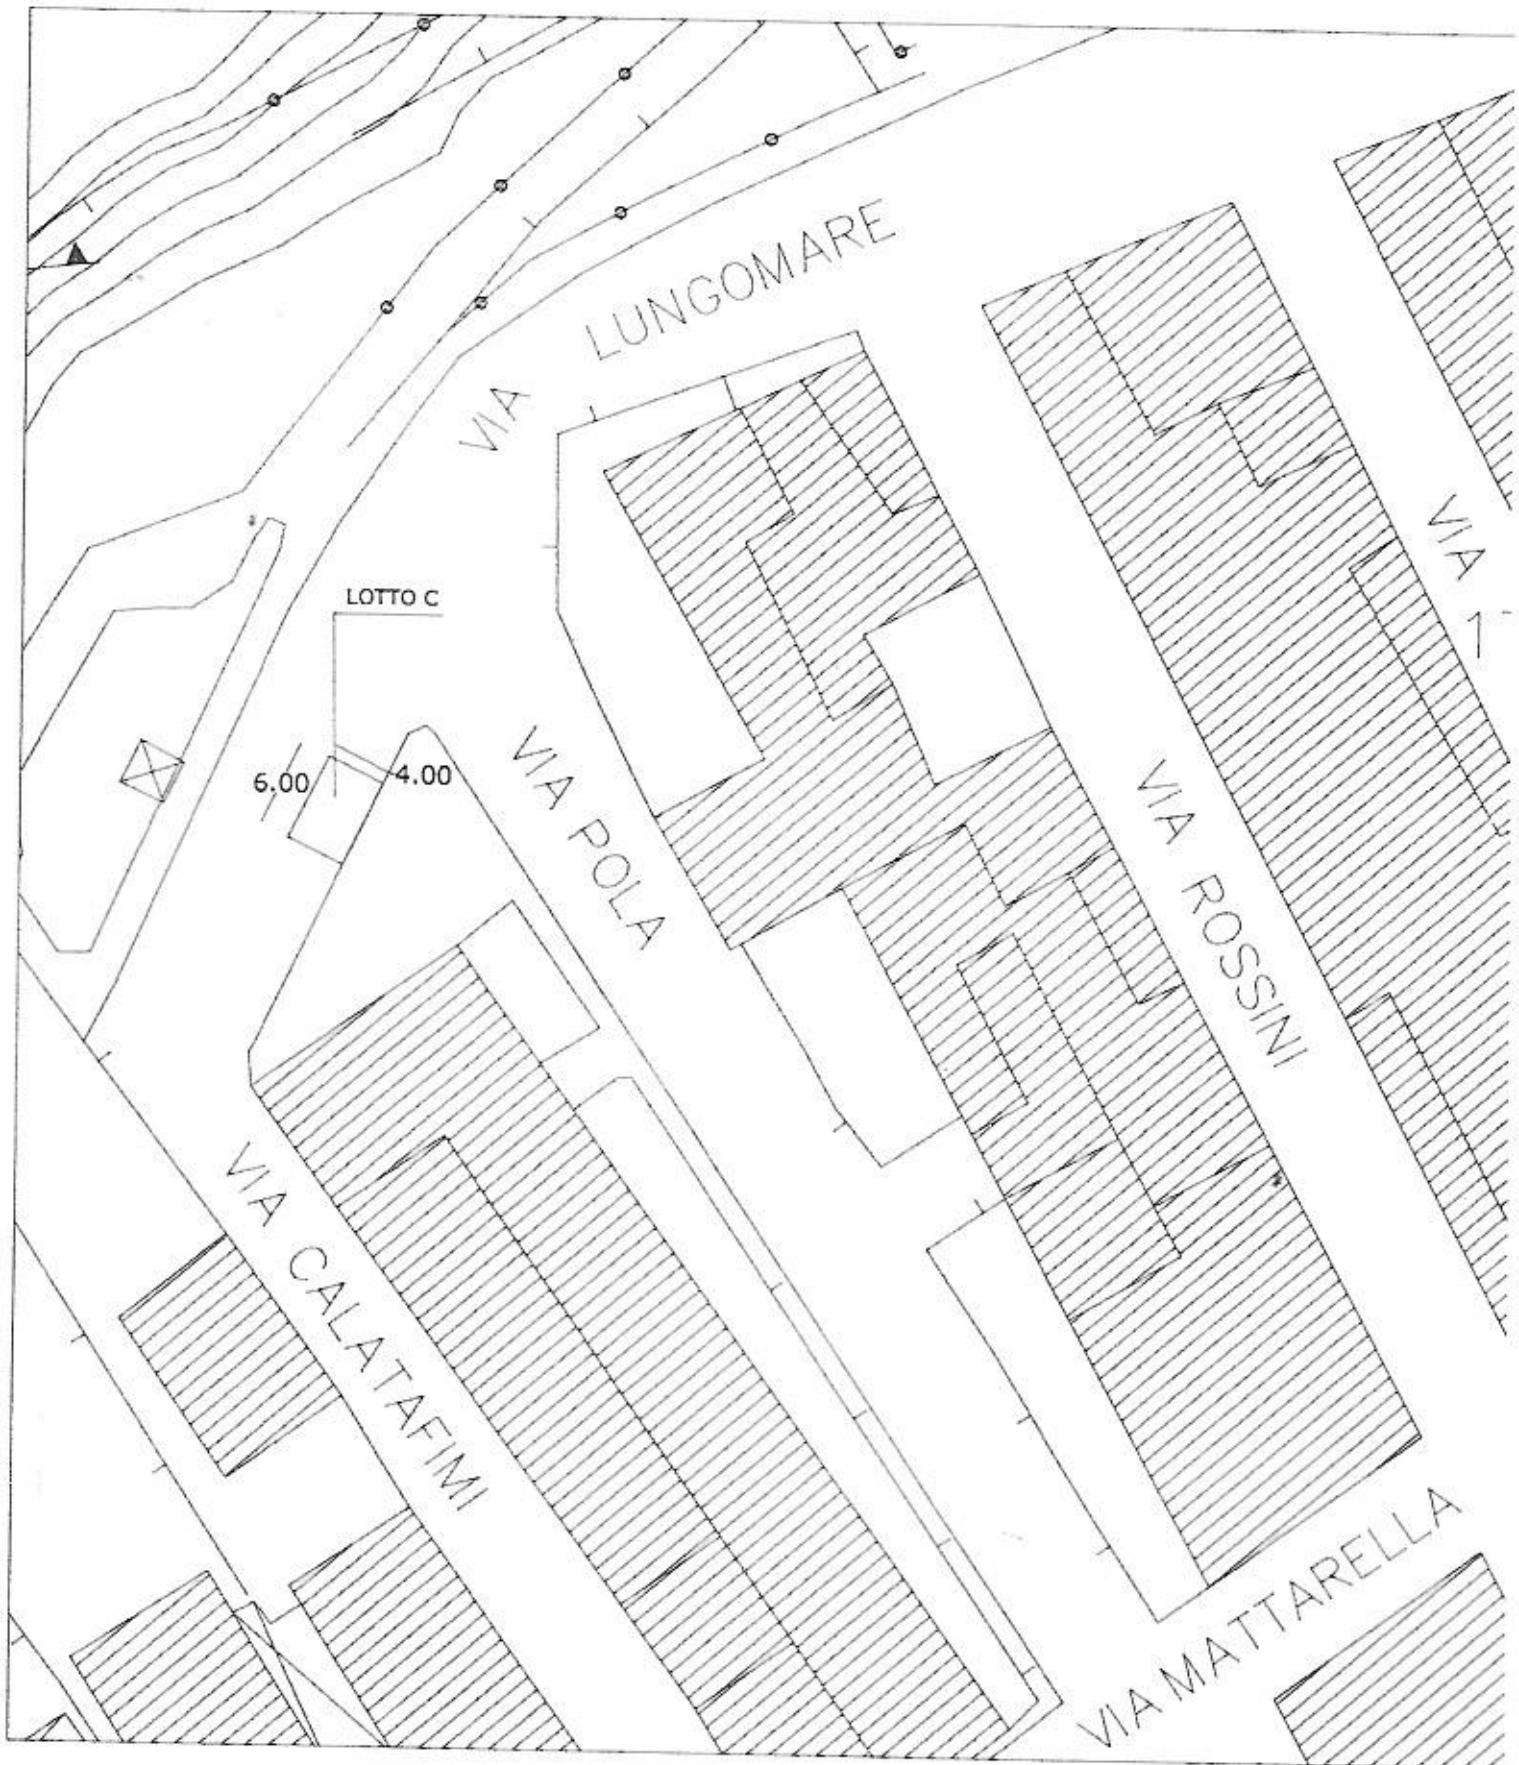 VIA LUNGOMARE
VIA
LOTTO C
6.00
4.00
VIA POLA
VIA ROSSINI
VIA CALATAFIMI
VIA MATTARELLA